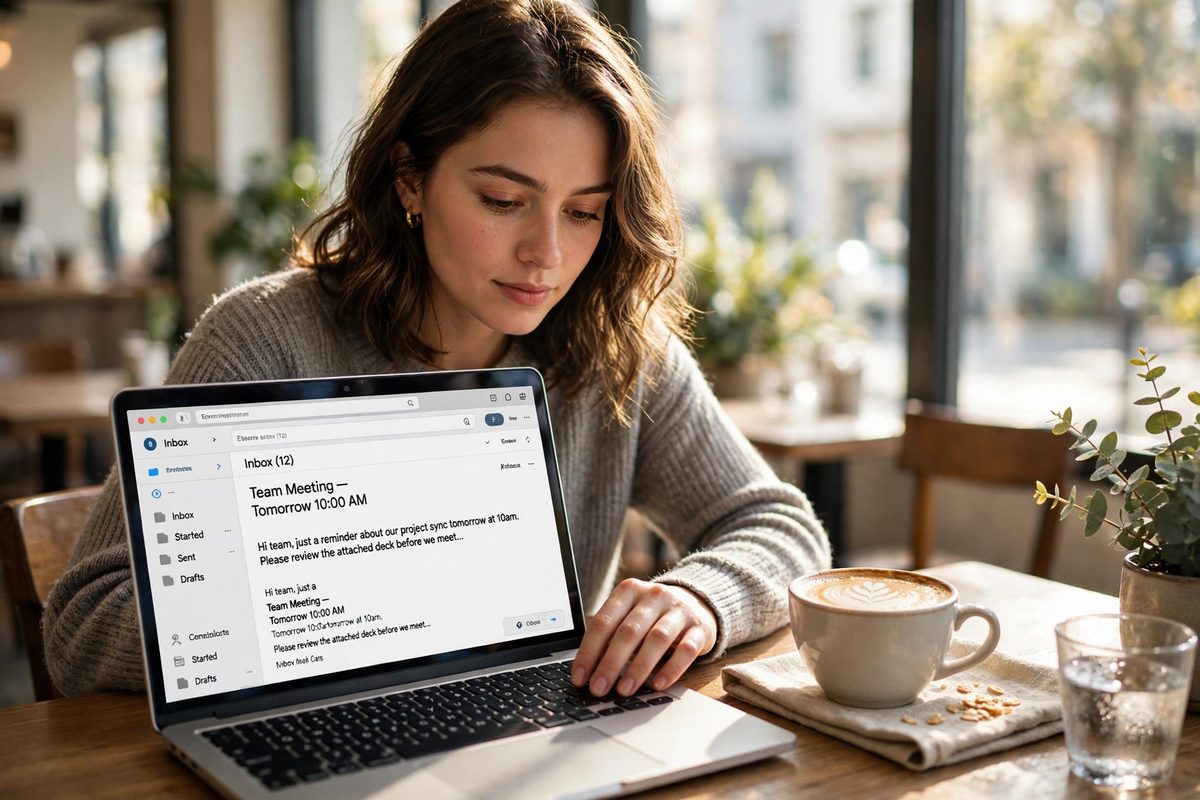 Inbox
Inbox (12)
Team Meeting —
Tomorrow 10:00 AM
Hi team, just a reminder about our project sync tomorrow at 10am.
Please review the attached deck before we meet...
Hi team, just a
Team Meeting —
Tomorrow 10:00 AM
at 10am.
Please review the attached deck before we meet...
Inbox
Started
Sent
Drafts
Started
Drafts